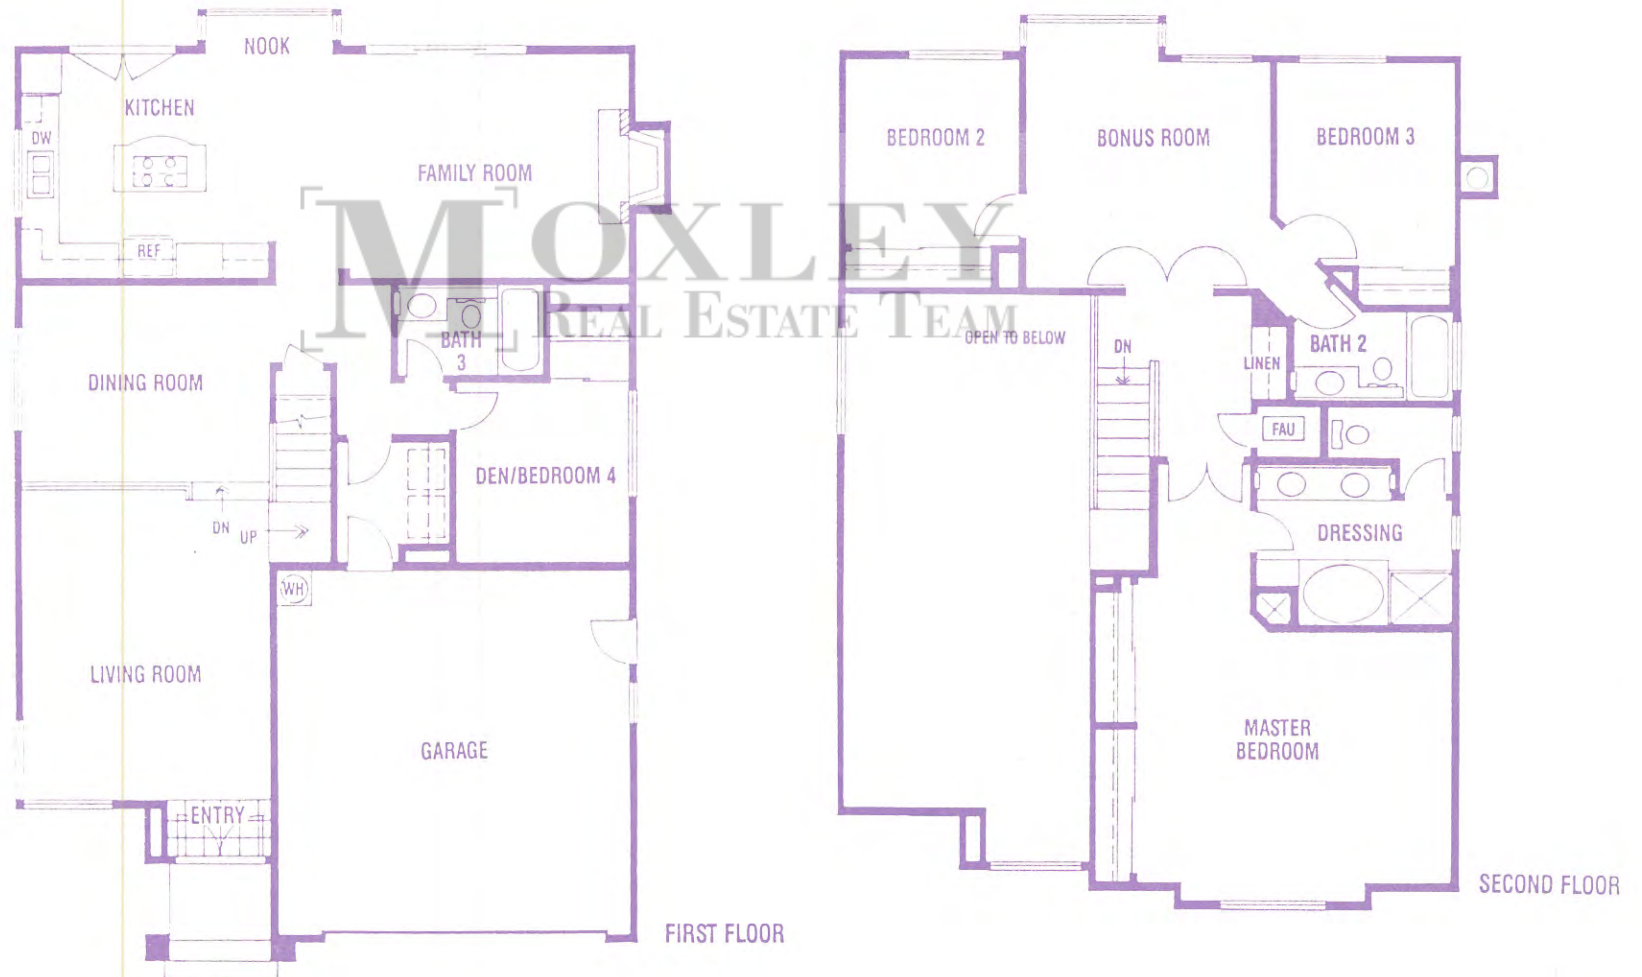 NOOK
KITCHEN
DW
FAMILY ROOM
REF
BATH
3
DINING ROOM
DEN/BEDROOM 4
DN
UP
WH
LIVING ROOM
GARAGE
ENTRY
FIRST FLOOR
BEDROOM 2
BONUS ROOM
BEDROOM 3
OPEN TO BELOW
DN
LINEN
BATH 2
FAU
DRESSING
MASTER
BEDROOM
SECOND FLOOR
MOXLEY
REAL ESTATE TEAM